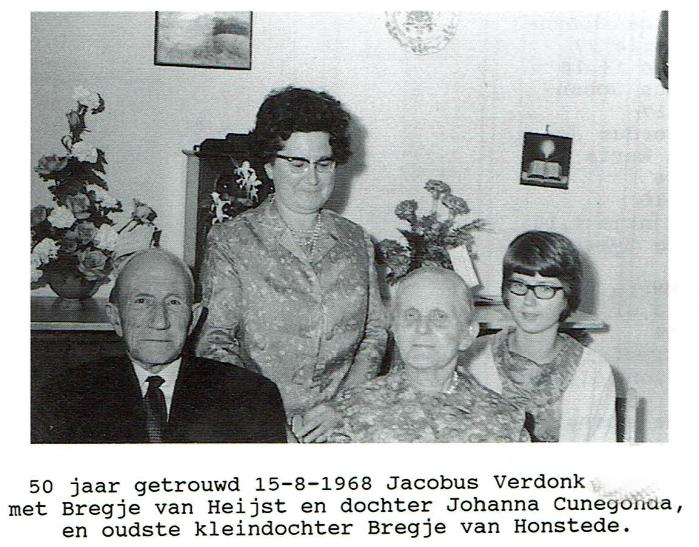 50 jaar getrouwd 15-8-1968 Jacobus Verdonk
met Bregje van Heijst en dochter Johanna Cunegonda,
en oudste kleindochter Bregje van Honstede.